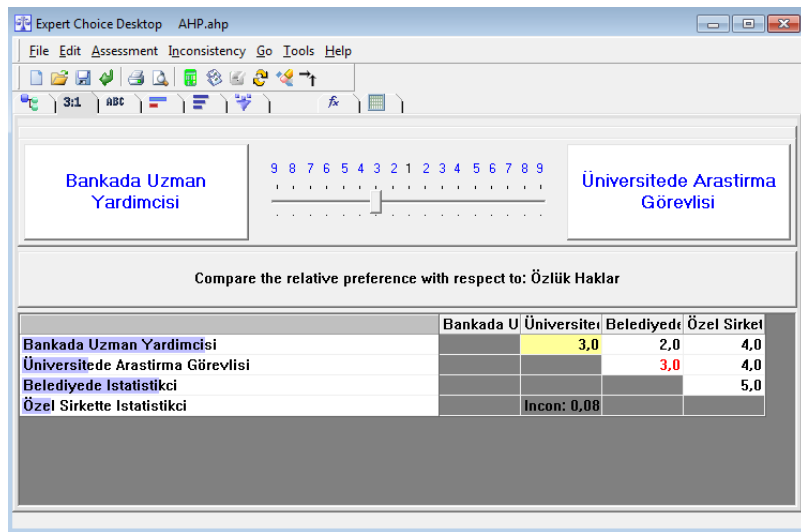 Expert Choice Desktop AHP.ahp
File Edit Assessment Inconsistency Go Tools Help
3:1 ABC fx
9 8 7 6 5 4 3 2 1 2 3 4 5 6 7 8 9
Bankada Uzman
Yardimcisi
Üniversitede Arastirma
Görevlisi
Compare the relative preference with respect to: Özlük Haklar
Bankada U Üniversite Belediyede Özel Sirket
Bankada Uzman Yardimcisi 3,0 2,0 4,0
Üniversitede Arastirma Görevlisi 3,0 4,0
Belediyede Istatistikci 5,0
Özel Sirkette Istatistikci Incon: 0,08